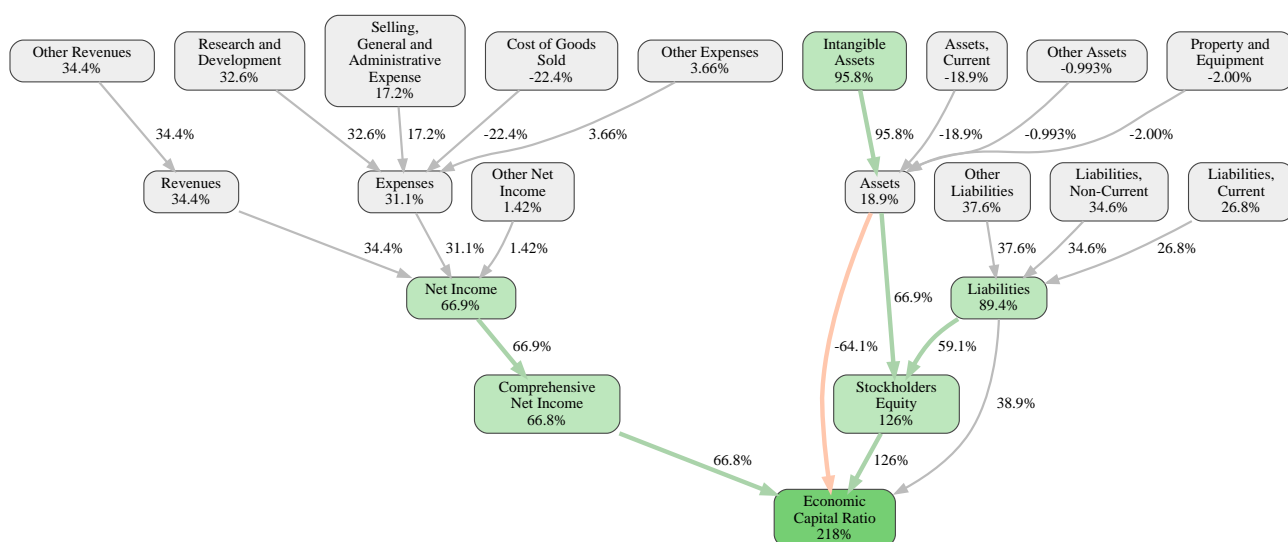 Other Revenues
34.4%
Research and
Development
32.6%
Selling,
General and
Administrative
Expense
17.2%
Cost of Goods
Sold
-22.4%
Other Expenses
3.66%
Intangible
Assets
95.8%
Assets,
Current
-18.9%
Other Assets
-0.993%
Property and
Equipment
-2.00%
34.4%
32.6%
17.2%
-22.4%
3.66%
95.8%
-18.9%
-0.993%
-2.00%
Revenues
34.4%
Expenses
31.1%
Other Net
Income
1.42%
Assets
18.9%
Other
Liabilities
37.6%
Liabilities,
Non-Current
34.6%
Liabilities,
Current
26.8%
34.4%
31.1%
1.42%
37.6%
34.6%
26.8%
Net Income
66.9%
66.9%
Liabilities
89.4%
66.9%
-64.1%
59.1%
Comprehensive
Net Income
66.8%
Stockholders
Equity
126%
38.9%
66.8%
126%
Economic
Capital Ratio
218%